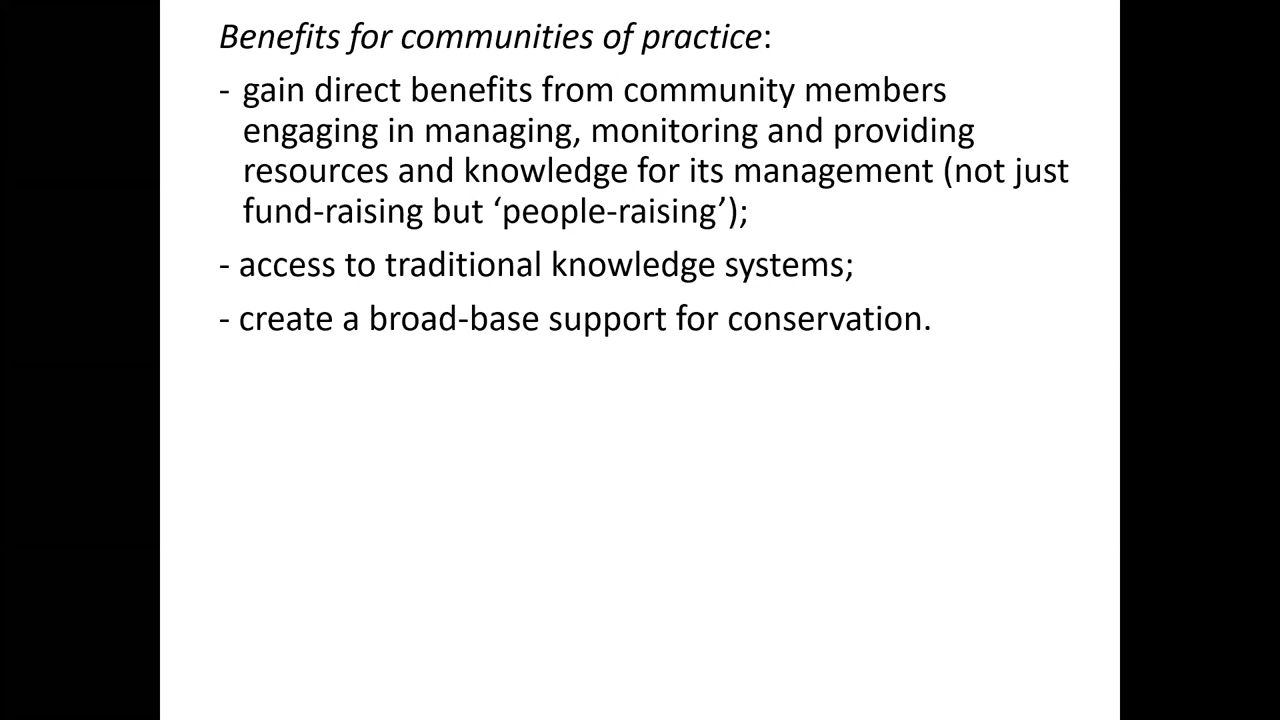 Benefits for communities of practice:
- gain direct benefits from community members
engaging in managing, monitoring and providing
resources and knowledge for its management (not just
fund-raising but ‘people-raising’);
- access to traditional knowledge systems;
- create a broad-base support for conservation.